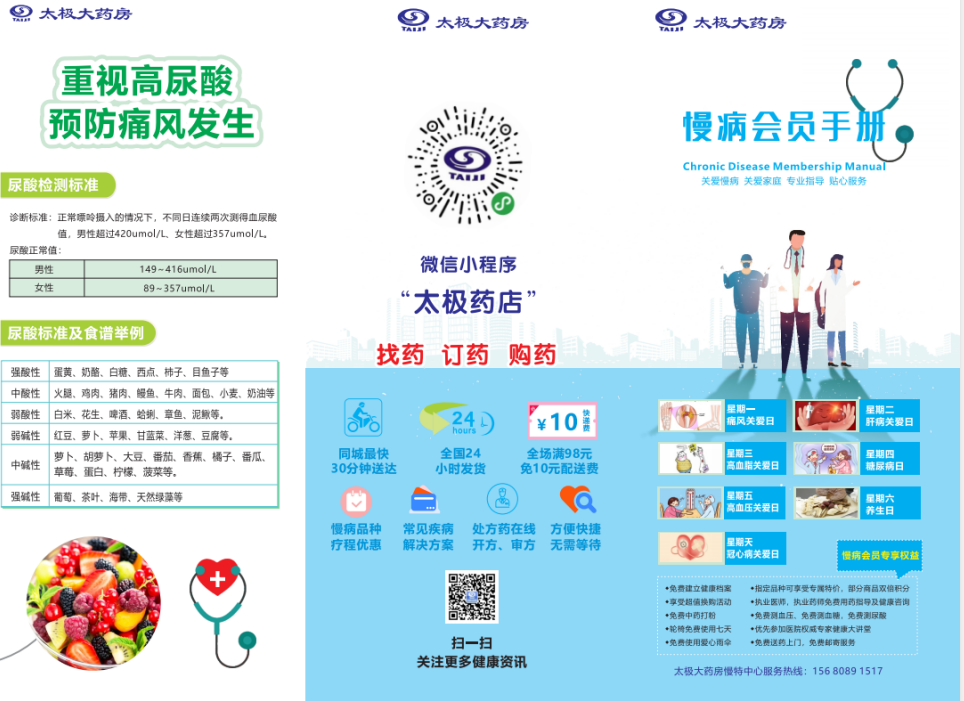 TAIJI 太极大药房
重视高尿酸
预防痛风发生
尿酸检测标准
诊断标准：正常嘌呤摄入的情况下，不同日连续两次测得血尿酸
值，男性超过420umol/L、女性超过357umol/L。
尿酸正常值：
男性 149~416umol/L
女性 89~357umol/L
尿酸标准及食谱举例
强酸性 蛋黄、奶酪、白糖、西点、柿子、目鱼子等
中酸性 火腿、鸡肉、猪肉、鳗鱼、牛肉、面包、小麦、奶油等
弱酸性 白米、花生、啤酒、蛤蜊、章鱼、泥鳅等。
弱碱性 红豆、萝卜、苹果、甘蓝菜、洋葱、豆腐等。
中碱性 萝卜、胡萝卜、大豆、番茄、香蕉、橘子、番瓜、
草莓、蛋白、柠檬、菠菜等。
强碱性 葡萄、茶叶、海带、天然绿藻等
TAIJI 太极大药房
TAIJI
微信小程序
“太极药店”
找药 订药 购药
24
hours
¥10
快递费
同城最快
30分钟送达
全国24
小时发货
全场满98元
免10元配送费
慢病品种
疗程优惠
常见疾病
解决方案
处方药在线
开方、审方
方便快捷
无需等待
扫一扫
关注更多健康资讯
TAIJI 太极大药房
慢病会员手册
Chronic Disease Membership Manual
关爱慢病 关爱家庭 专业指导 贴心服务
星期一
痛风关爱日
星期二
肝病关爱日
星期三
高血脂关爱日
星期四
糖尿病日
星期五
高血压关爱日
星期六
养生日
星期天
冠心病关爱日
慢病会员专享权益
◆免费建立健康档案
◆享受超值换购活动
◆免费中药打粉
◆轮椅免费使用七天
◆免费使用爱心雨伞
◆指定品种可享受专属特价，部分商品双倍积分
◆执业医师，执业药师免费用药指导及健康咨询
◆免费测血压、免费测血糖，免费测尿酸
◆优先参加医院权威专家健康大讲堂
◆免费送药上门，免费邮寄服务
太极大药房慢特中心服务热线：156 8089 1517